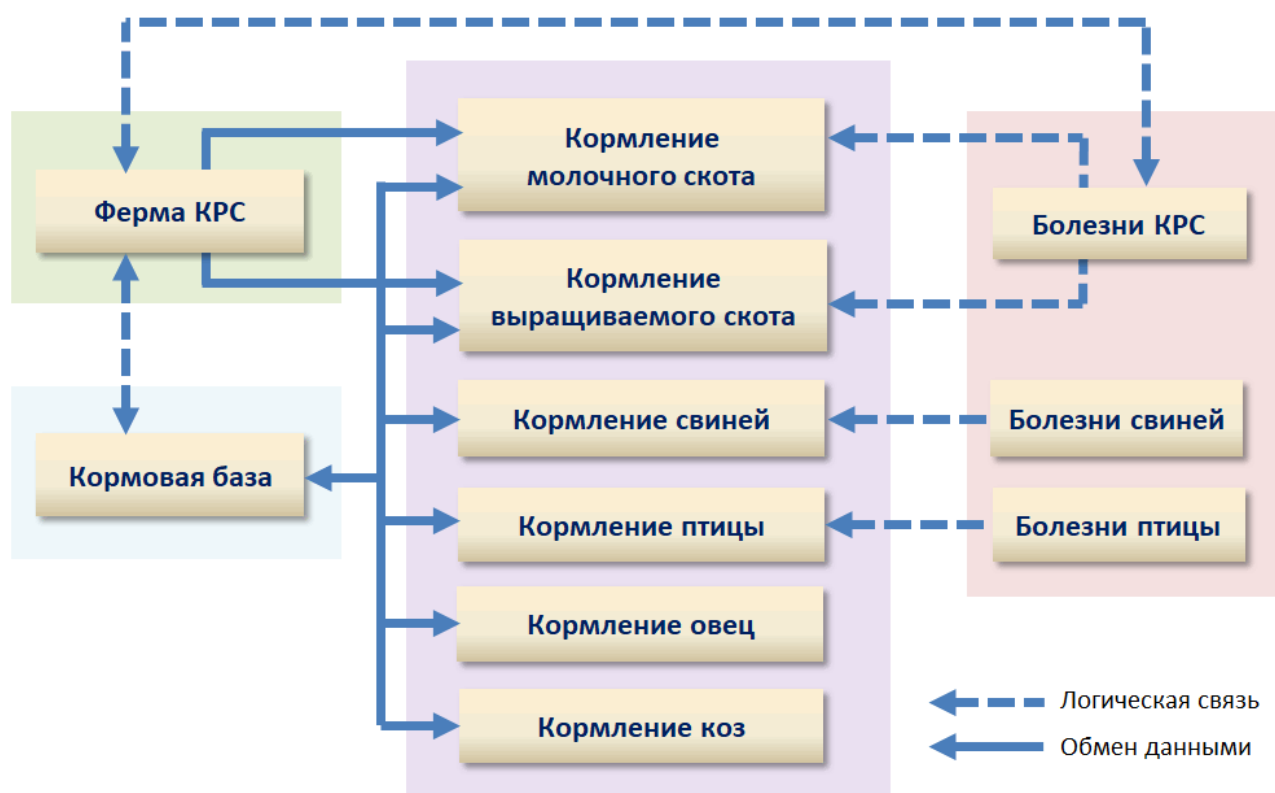 Ферма КРС
Кормовая база
Кормление
молочного скота
Кормление
выращиваемого скота
Кормление свиней
Кормление птицы
Кормление овец
Кормление коз
Болезни КРС
Болезни свиней
Болезни птицы
Логическая связь
Обмен данными